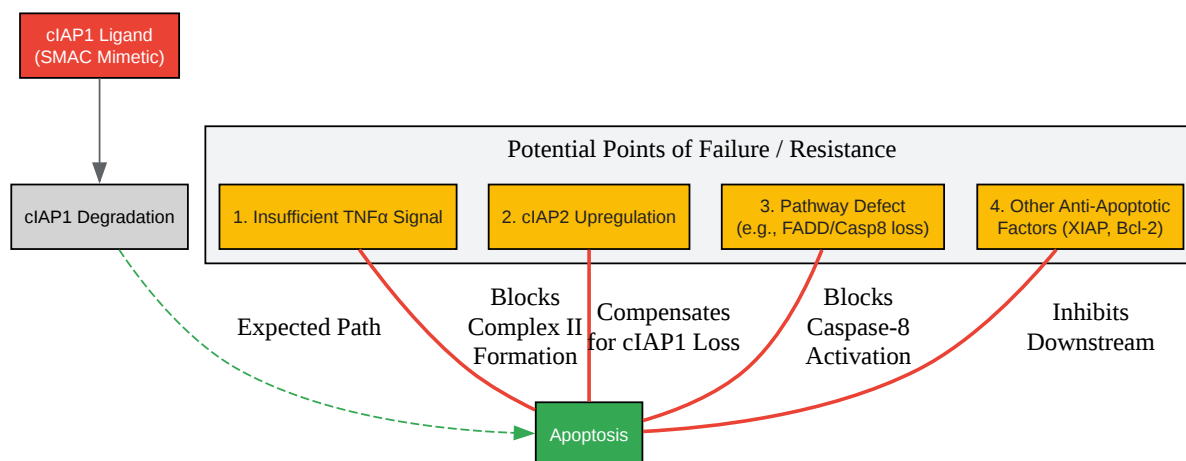 cIAP1 Ligand
(SMAC Mimetic)
Potential Points of Failure / Resistance
cIAP1 Degradation
1. Insufficient TNFα Signal
2. cIAP2 Upregulation
3. Pathway Defect
(e.g., FADD/Casp8 loss)
4. Other Anti-Apoptotic
Factors (XIAP, Bcl-2)
Expected Path
Blocks
Complex II
Formation
Compensates
for cIAP1 Loss
Blocks
Caspase-8
Activation
Inhibits
Downstream
Apoptosis